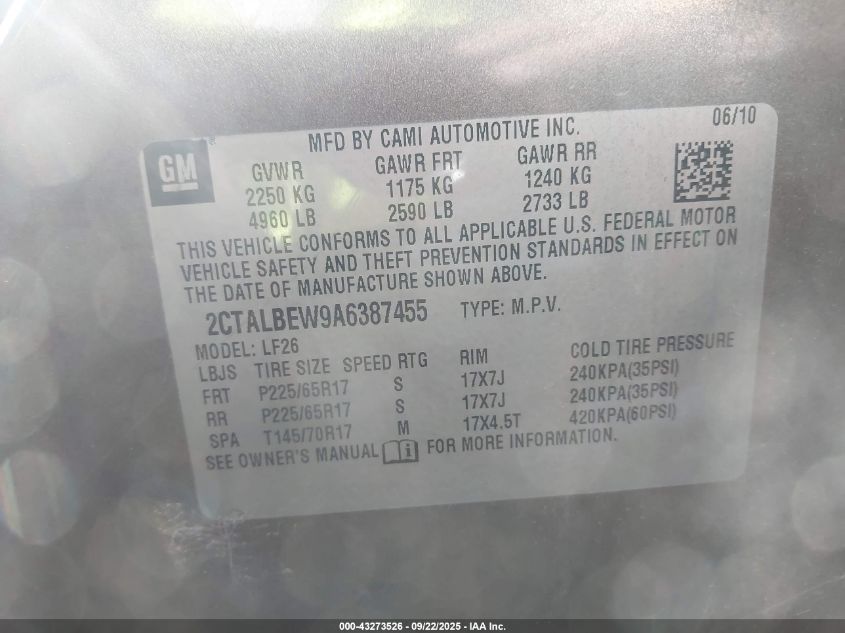 06/10
MFD BY CAMI AUTOMOTIVE INC.
GM
GVWR GAWR FRT GAWR RR
2250 KG 1175 KG 1240 KG
4960 LB 2590 LB 2733 LB
THIS VEHICLE CONFORMS TO ALL APPLICABLE U.S. FEDERAL MOTOR
VEHICLE SAFETY AND THEFT PREVENTION STANDARDS IN EFFECT ON
THE DATE OF MANUFACTURE SHOWN ABOVE.
2CTALBEW9A6387455 TYPE: M.P.V.
MODEL: LF26
LBJS TIRE SIZE SPEED RTG RIM COLD TIRE PRESSURE
FRT P225/65R17 S 17X7J 240KPA(35PSI)
RR P225/65R17 S 17X7J 240KPA(35PSI)
SPA T145/70R17 M 17X4.5T 420KPA(60PSI)
SEE OWNER'S MANUAL i FOR MORE INFORMATION.
000-43273526 - 09/22/2025 - IAA Inc.